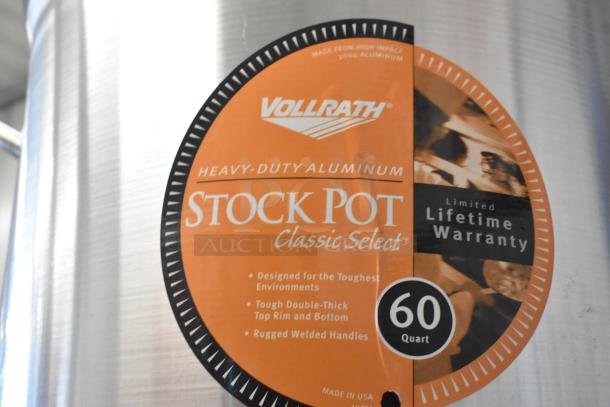 MADE FROM HIGH IMPACT
3004 ALUMINUM
VOLLRATH®
HEAVY-DUTY ALUMINUM
STOCK POT
Classic Select
AUCTION
Limited
Lifetime
Warranty
• Designed for the Toughest
Environments
• Tough Double-Thick
Top Rim and Bottom
• Rugged Welded Handles
60
Quart
MADE IN USA